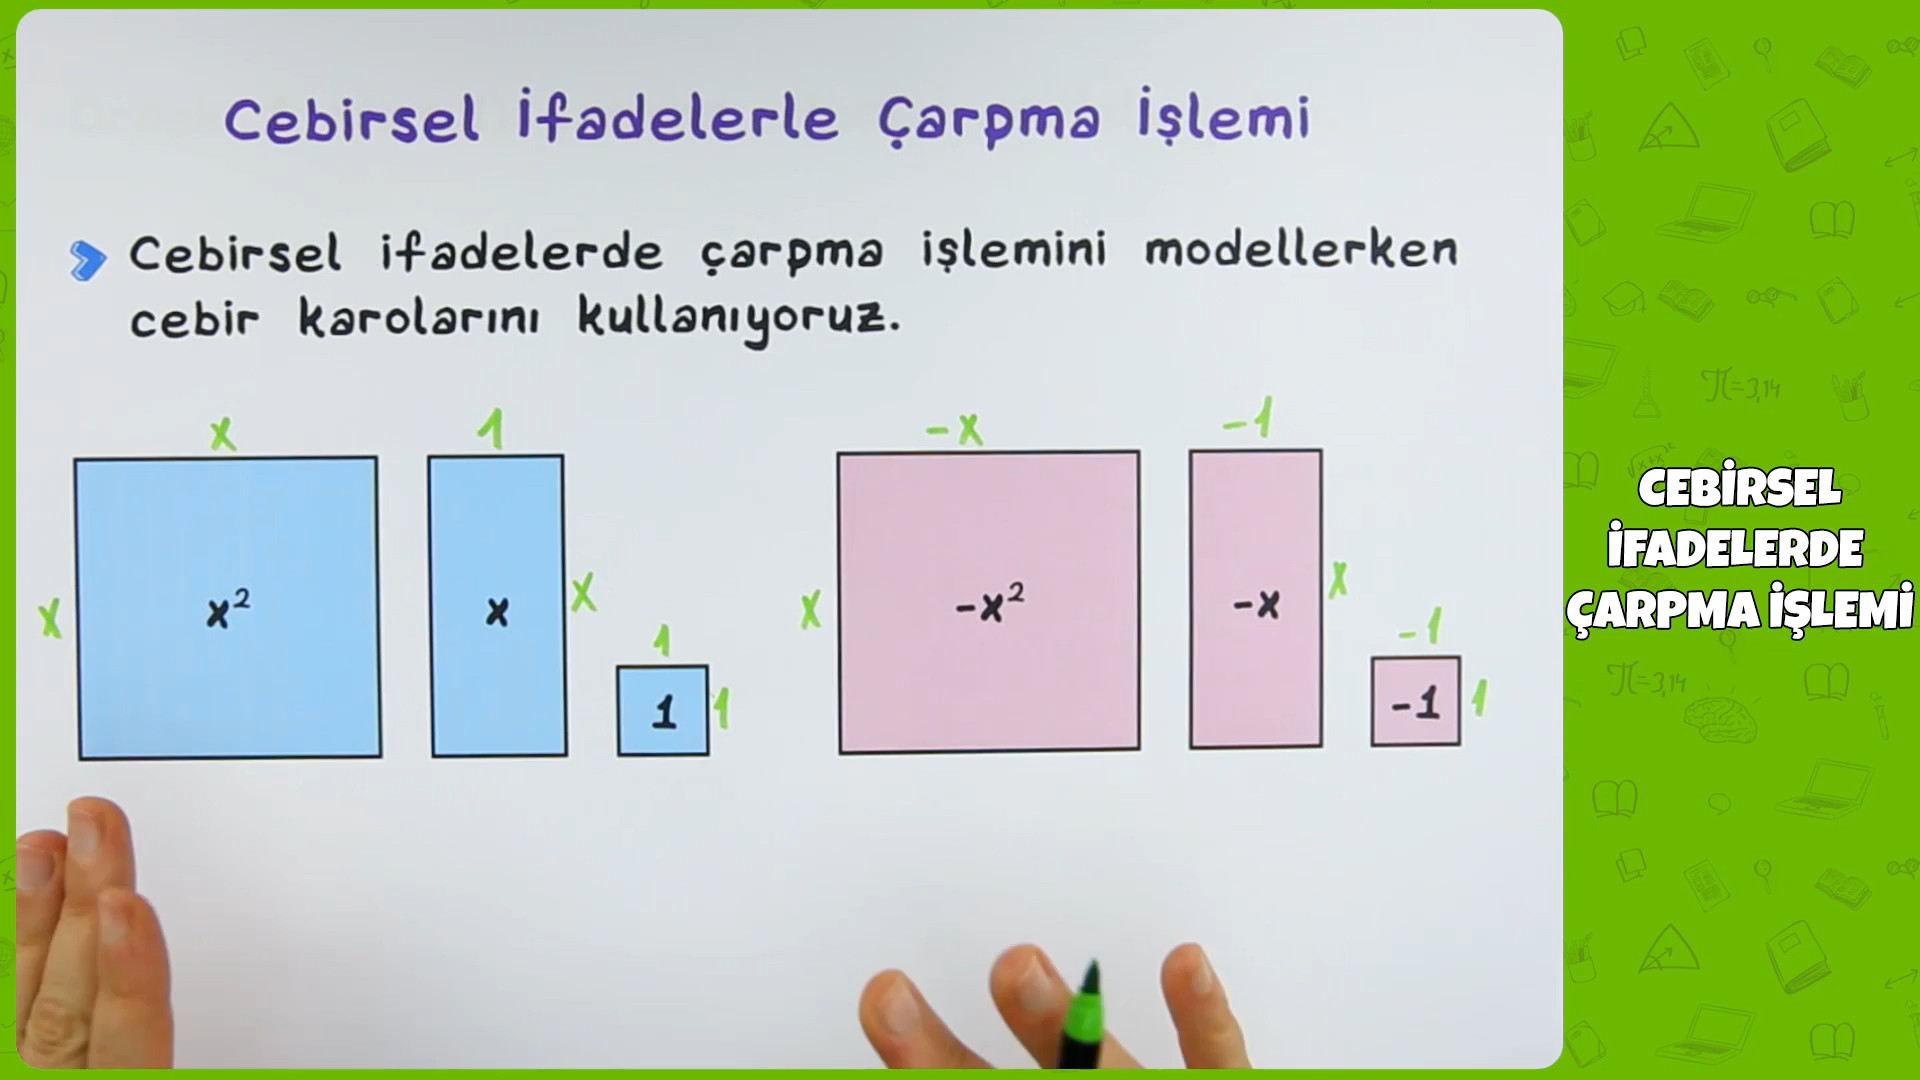 Cebirsel İfadelerle Çarpma İşlemi
Cebirsel ifadelerde çarpma işlemini modellerken
cebir karolarını kullanıyoruz.
x 1 -x -1
x x² x x
1
1 1
x -x² -x x
-1
-1 1
CEBİRSEL
İFADELERDE
ÇARPMA İŞLEMİ
π=3,14
π=3,14